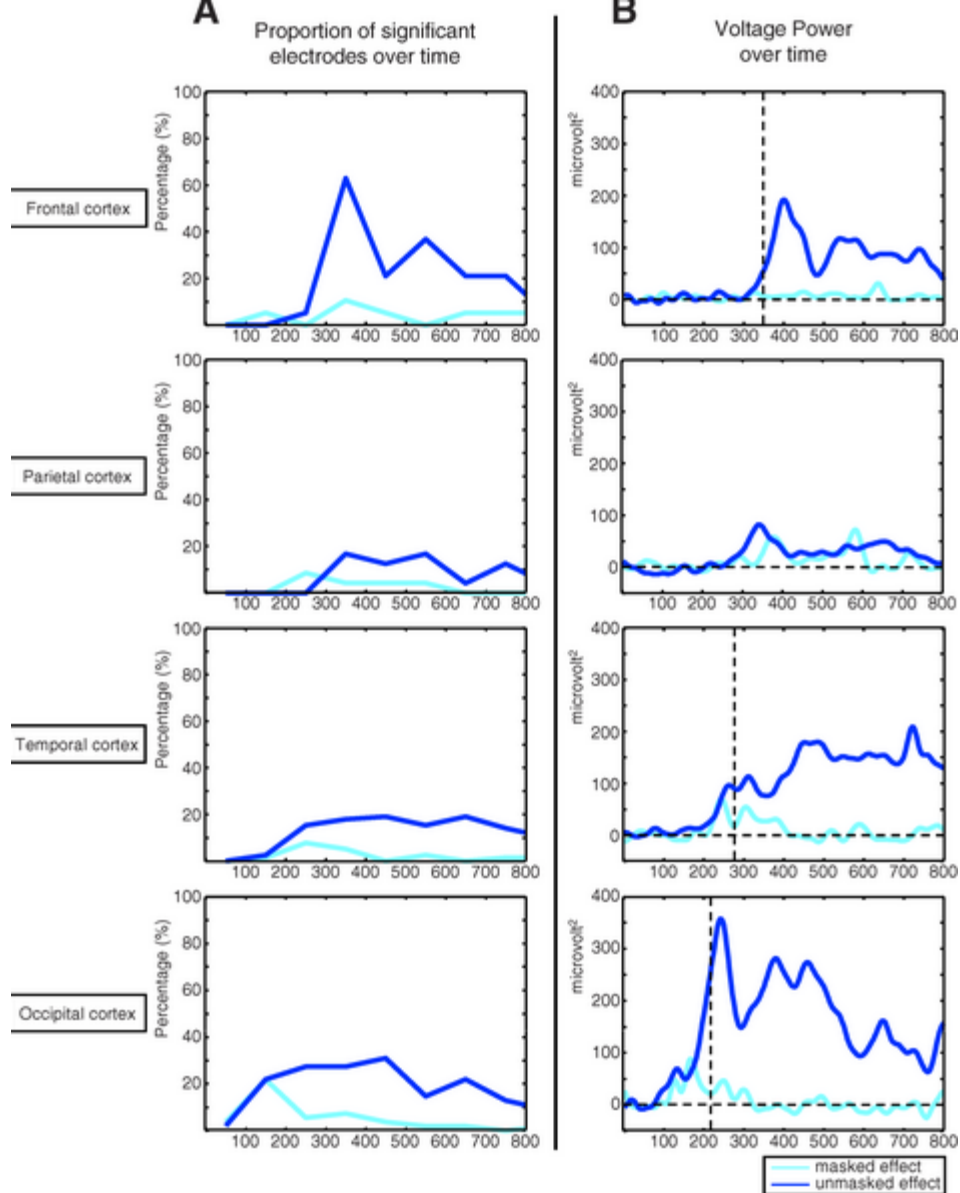 A
B
Proportion of significant
electrodes over time
Voltage Power
over time
Frontal cortex
Percentage (%)
100
80
60
40
20
100 200 300 400 500 600 700 800
microvolt²
400
300
200
100
0
100 200 300 400 500 600 700 800
Parietal cortex
Percentage (%)
100
80
60
40
20
100 200 300 400 500 600 700 800
microvolt²
400
300
200
100
0
100 200 300 400 500 600 700 800
Temporal cortex
Percentage (%)
100
80
60
40
20
100 200 300 400 500 600 700 800
microvolt²
400
300
200
100
0
100 200 300 400 500 600 700 800
Occipital cortex
Percentage (%)
100
80
60
40
20
100 200 300 400 500 600 700 800
microvolt²
400
300
200
100
0
100 200 300 400 500 600 700 800
masked effect
unmasked effect